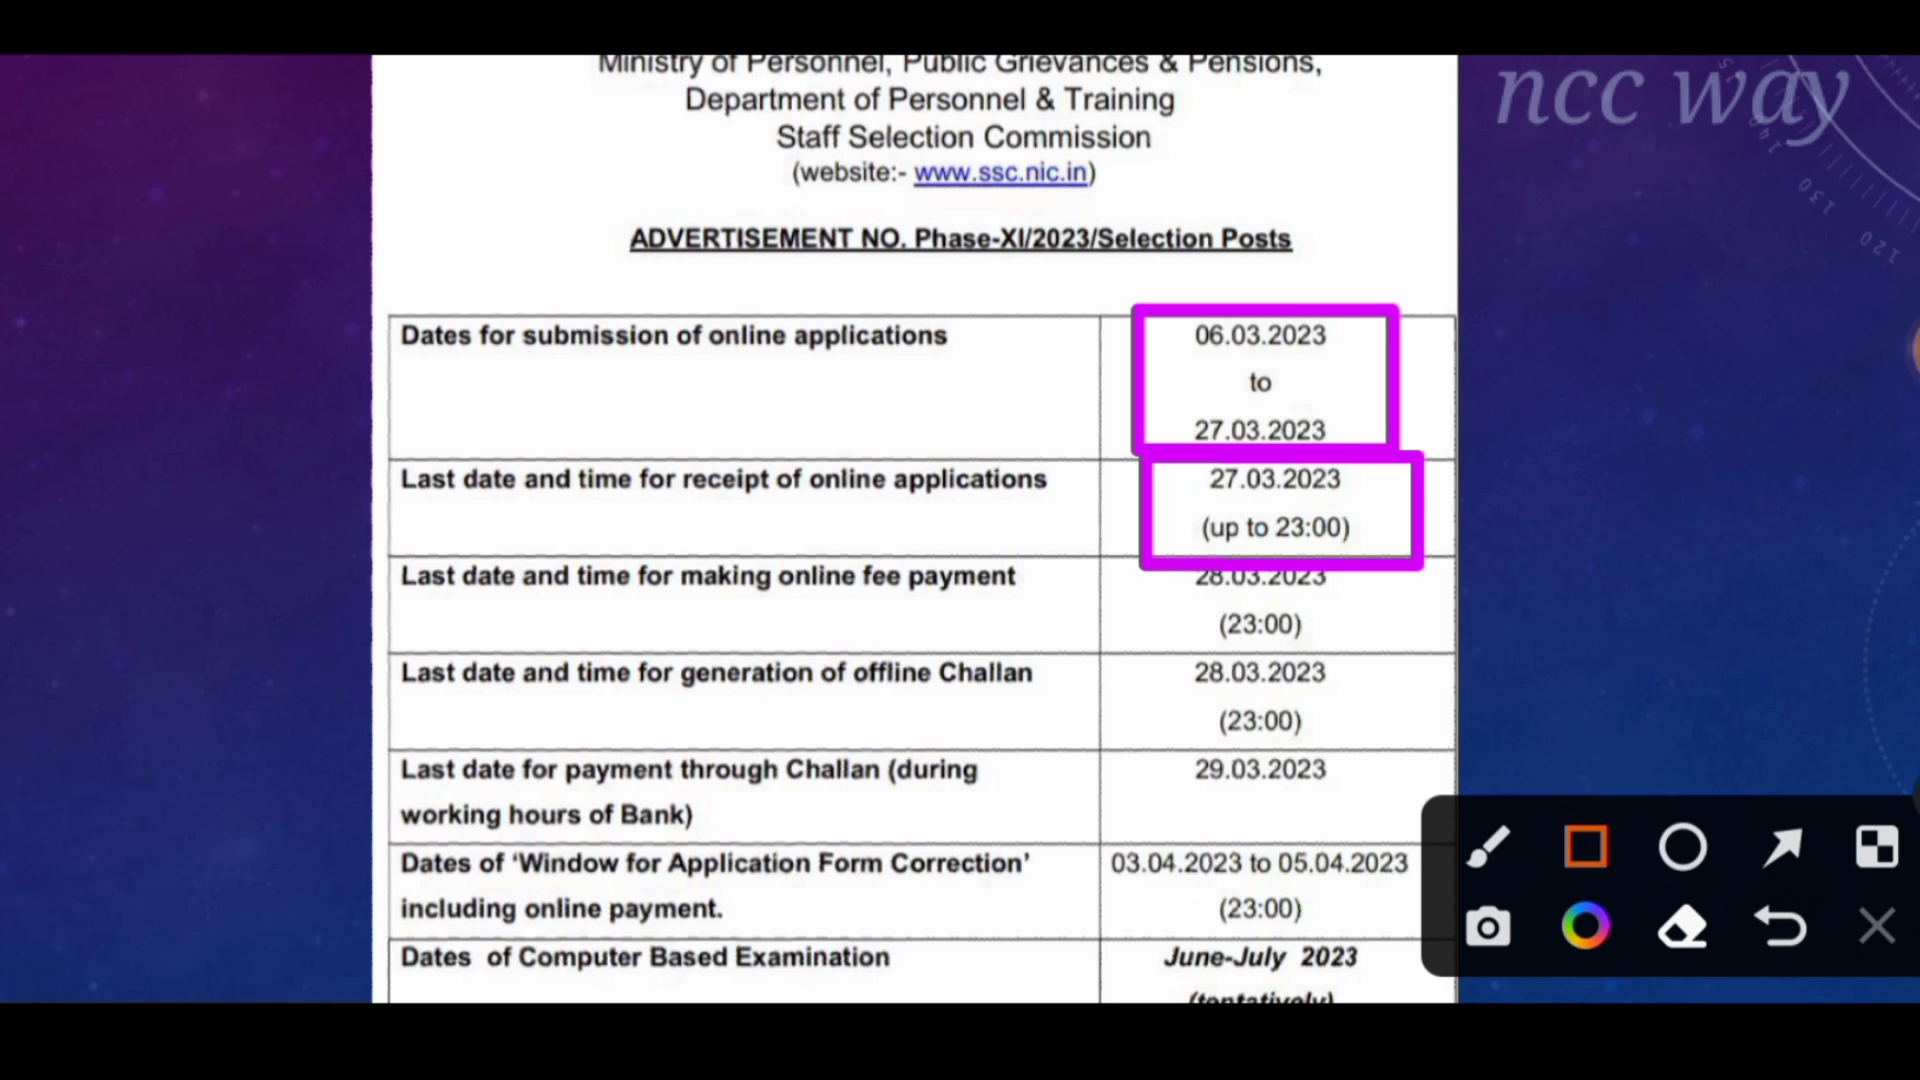 Ministry of Personnel, Public Grievances & Pensions,
Department of Personnel & Training
Staff Selection Commission
(website:- www.ssc.nic.in)
ncc way
ADVERTISEMENT NO. Phase-XI/2023/Selection Posts
Dates for submission of online applications
06.03.2023
to
27.03.2023
Last date and time for receipt of online applications
27.03.2023
(up to 23:00)
Last date and time for making online fee payment
28.03.2023
(23:00)
Last date and time for generation of offline Challan
28.03.2023
(23:00)
Last date for payment through Challan (during
working hours of Bank)
29.03.2023
Dates of ‘Window for Application Form Correction’
including online payment.
03.04.2023 to 05.04.2023
(23:00)
Dates of Computer Based Examination
June-July 2023
(tentatively)
140
130
120